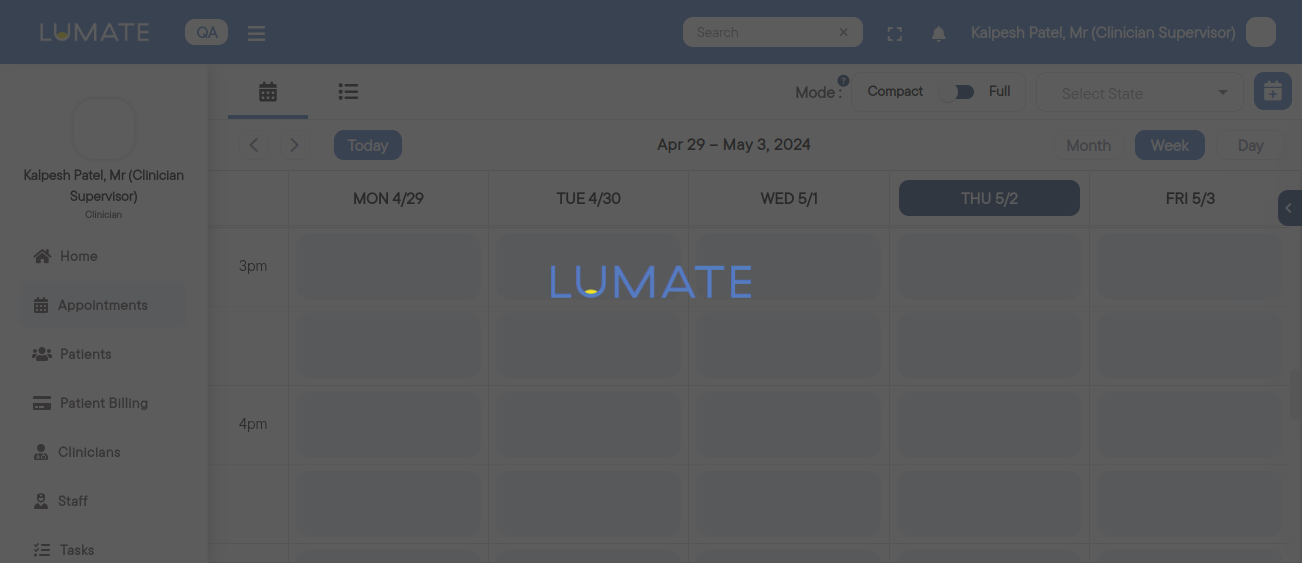 LUMATE QA Search Kalpesh Patel, Mr (Clinician Supervisor)
Mode : ? Compact Full Select State
Today Apr 29 – May 3, 2024 Month Week Day
Kalpesh Patel, Mr (Clinician
Supervisor)
Clinician
MON 4/29 TUE 4/30 WED 5/1 THU 5/2 FRI 5/3
Home
3pm
LUMATE
Appointments
Patients
Patient Billing
4pm
Clinicians
Staff
Tasks